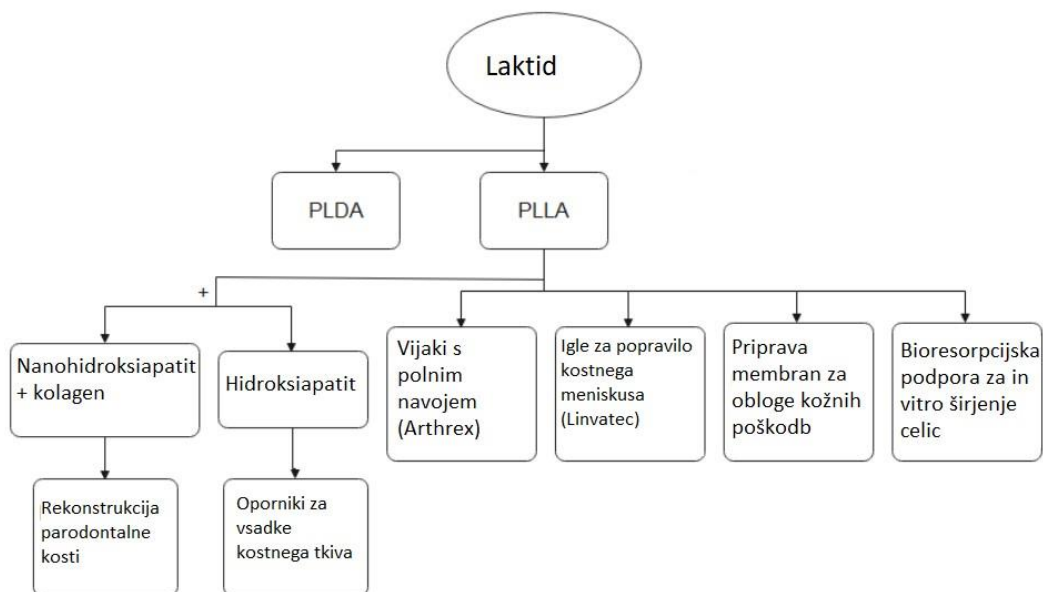 Laktid
PLDA
PLLA
+
Nanohidroksiapatit
+ kolagen
Hidroksiapatit
Vijaki s
polnim
navojem
(Arthrex)
Igle za popravilo
kostnega
meniskusa
(Linvatec)
Priprava
membran za
obloge kožnih
poškodb
Bioresorpcijska
podpora za in
vitro širjenje
celic
Rekonstrukcija
parodontalne
kosti
Oporniki za
vsadke
kostnega tkiva